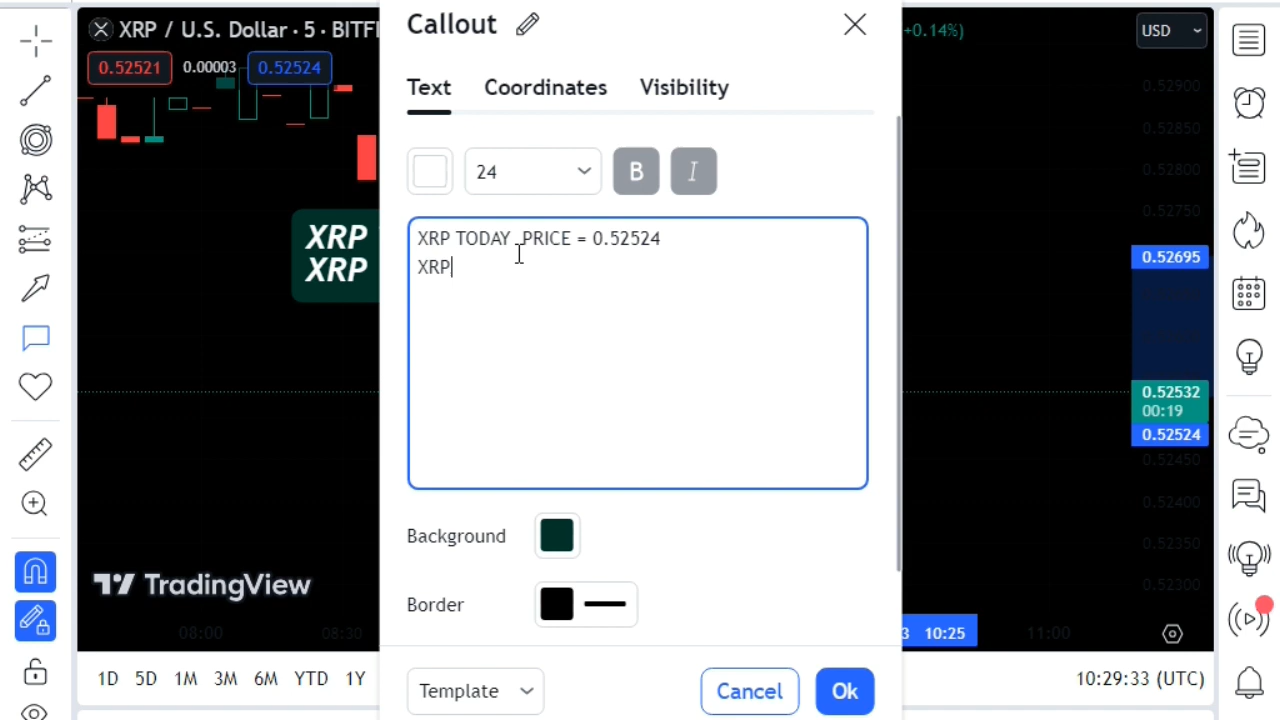 Callout
XRP / U.S. Dollar · 5 · BITFI
+0.14%)
USD
0.52521
0.00003
0.52524
Text
Coordinates
Visibility
24
B
I
XRP TODAY  PRICE = 0.52524
XRP
XRP
XRP
0.52900
0.52850
0.52800
0.52750
0.52695
0.52532
00:19
0.52524
0.52450
0.52400
0.52350
0.52300
Background
Border
TradingView
08:00
08:30
3
10:25
11:00
1D
5D
1M
3M
6M
YTD
1Y
Template
Cancel
Ok
10:29:33 (UTC)